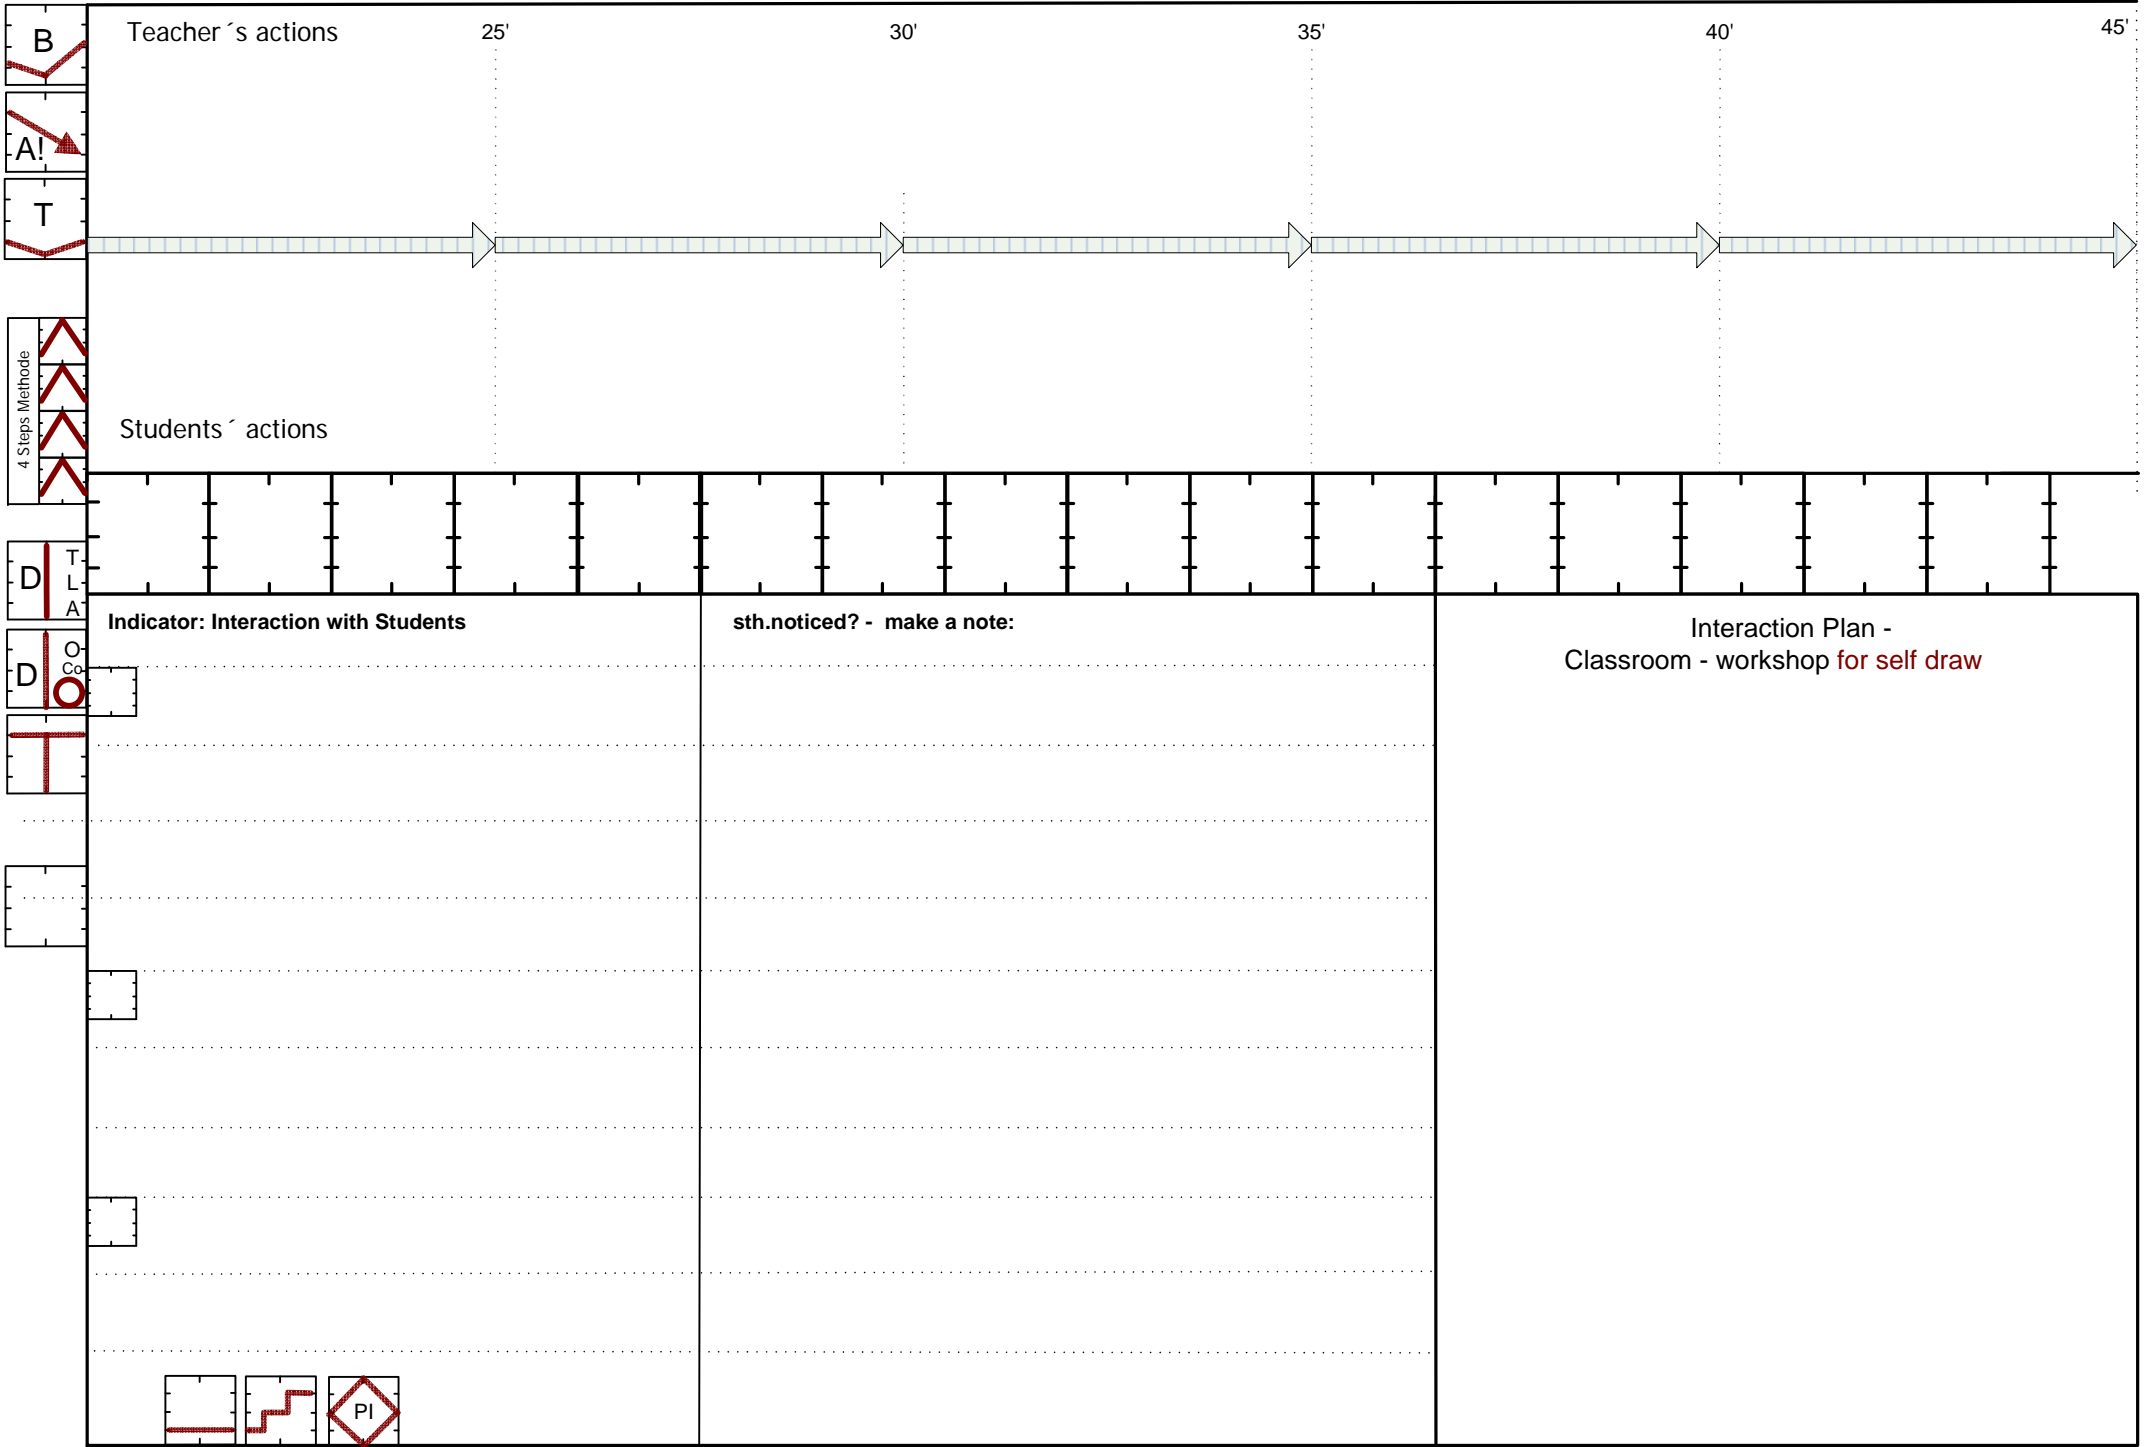 B
Teacher´s actions
25'
30'
35'
40'
45'
A!
T
4 Steps Methode
Students´ actions
D
T
L
A
D
O
Co
Indicator: Interaction with Students
sth.noticed? - make a note:
Interaction Plan -
Classroom - workshop for self draw
PI